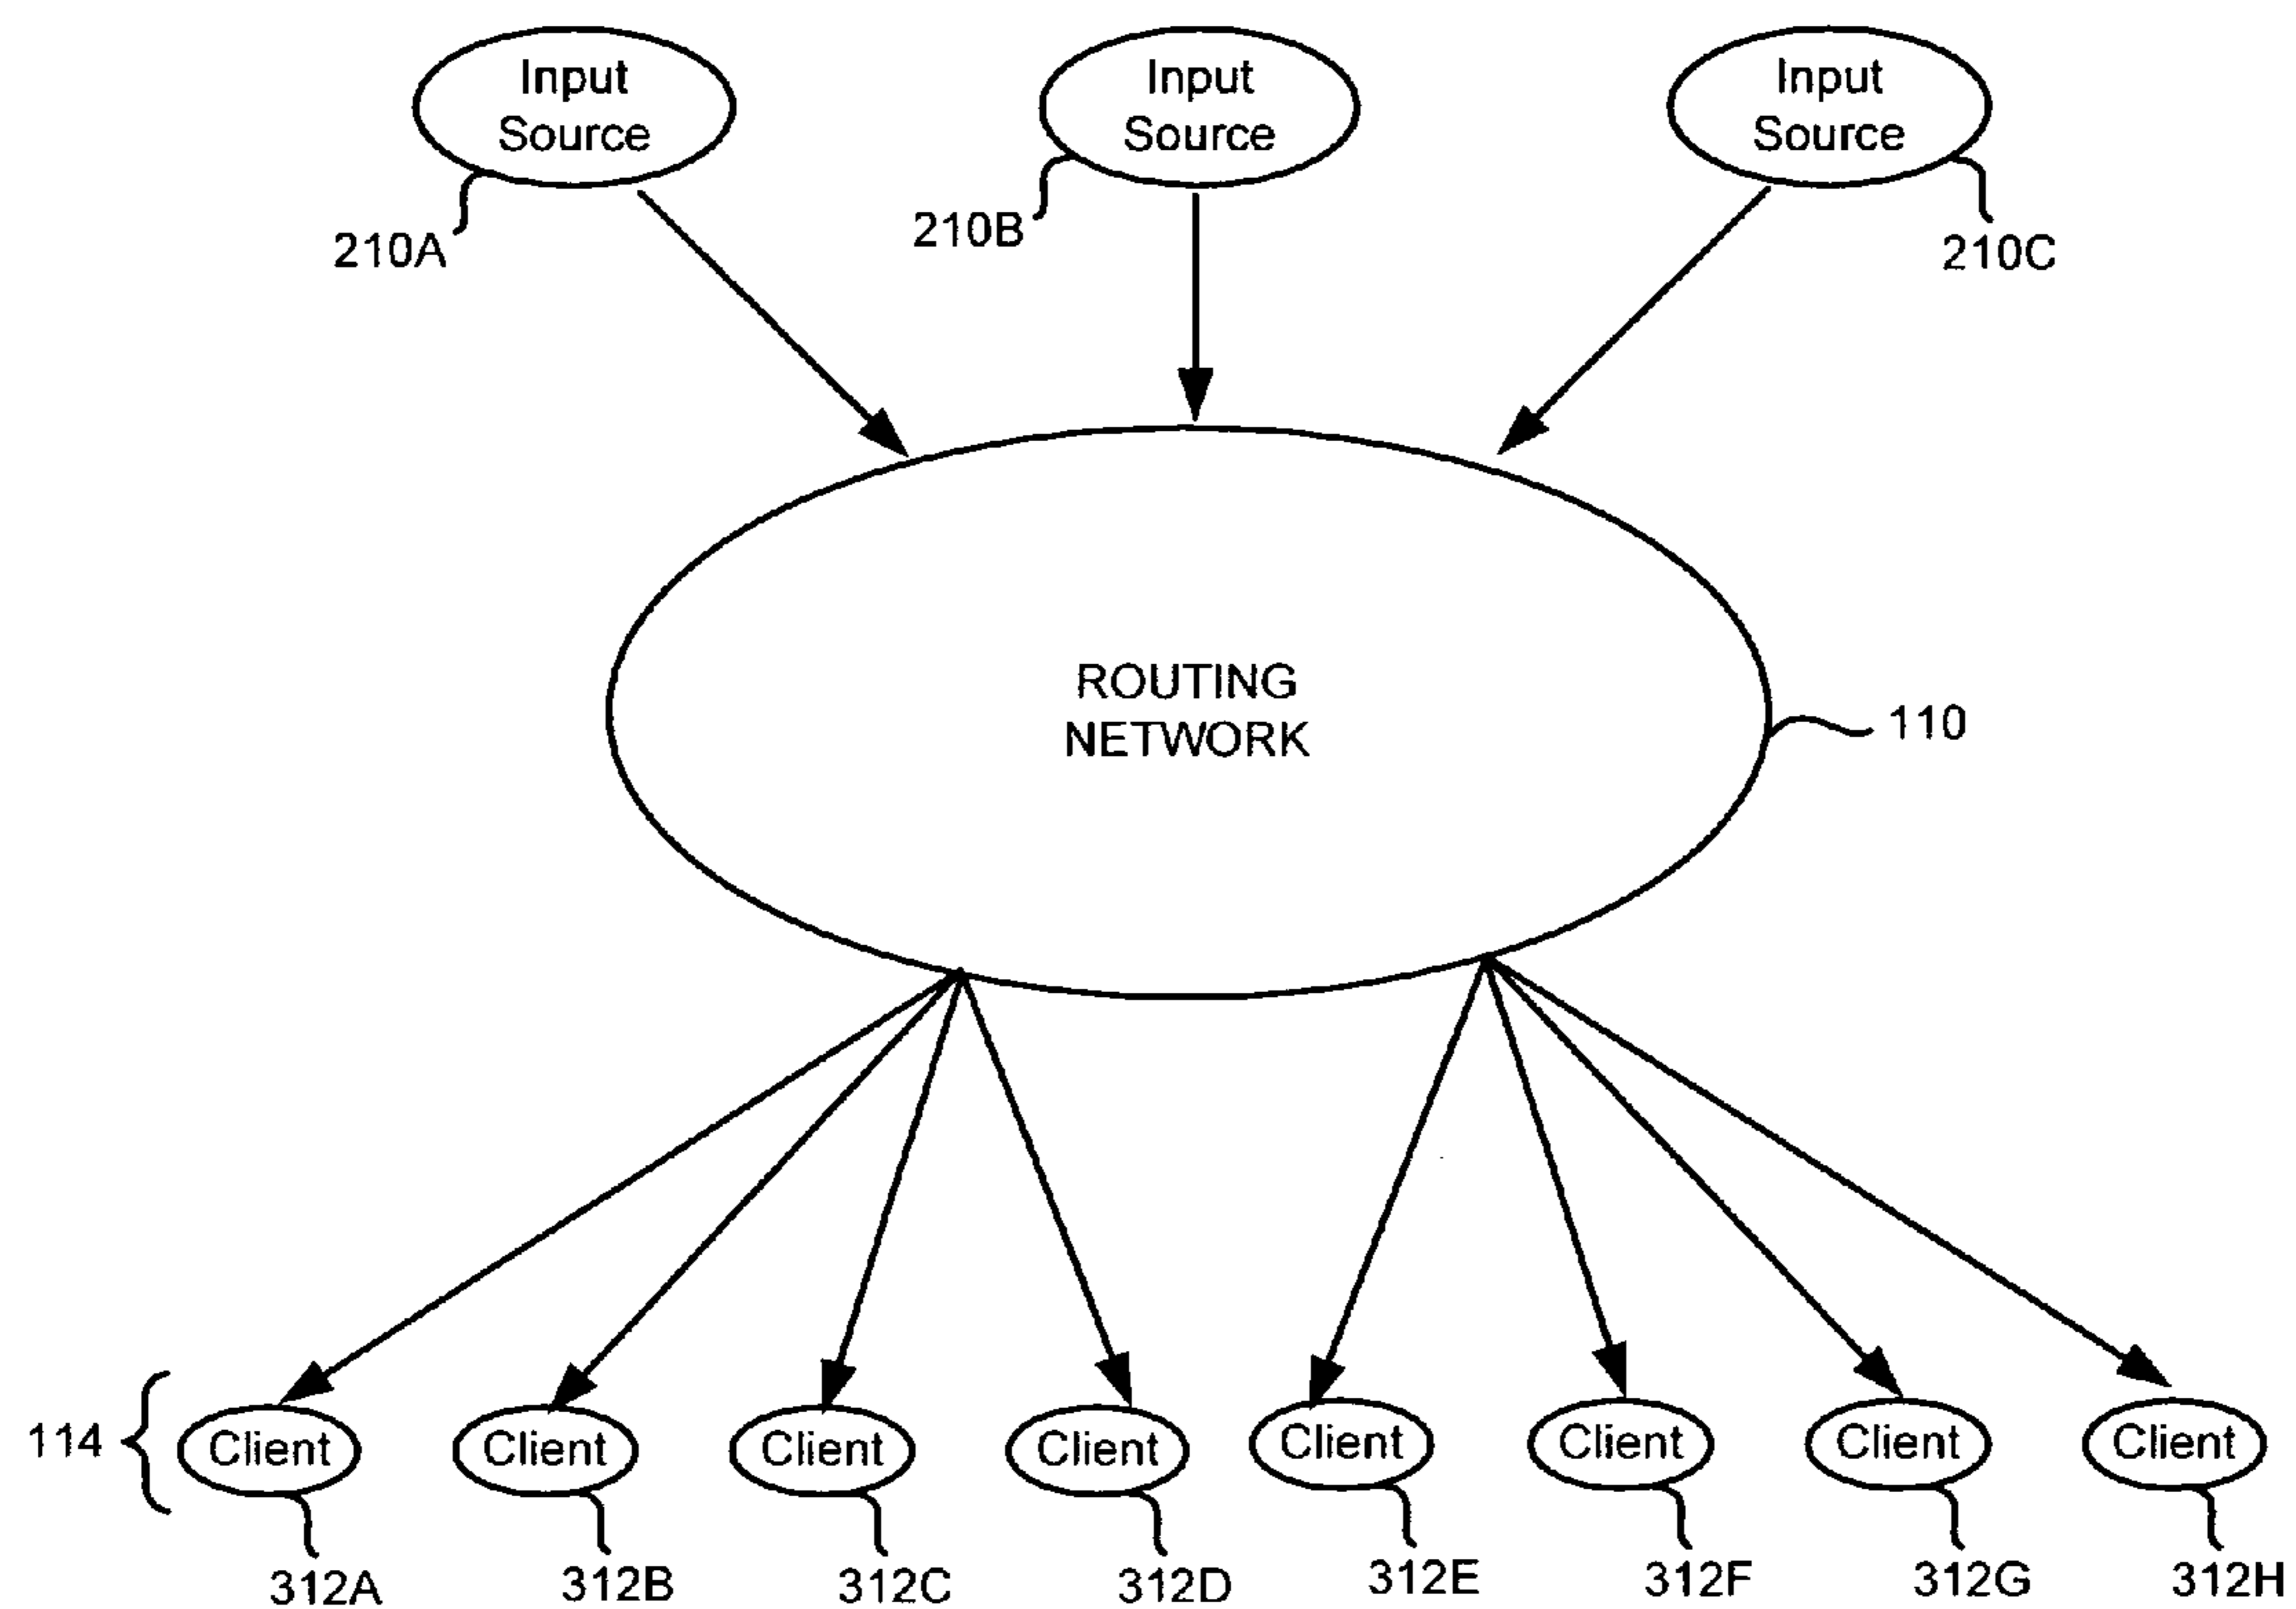 Input
Source
Input
Source
Input
Source
210A
210B
210C
ROUTING
NETWORK
110
114
Client
Client
Client
Client
Client
Client
Client
Client
312A
312B
312C
312D
312E
312F
312G
312H